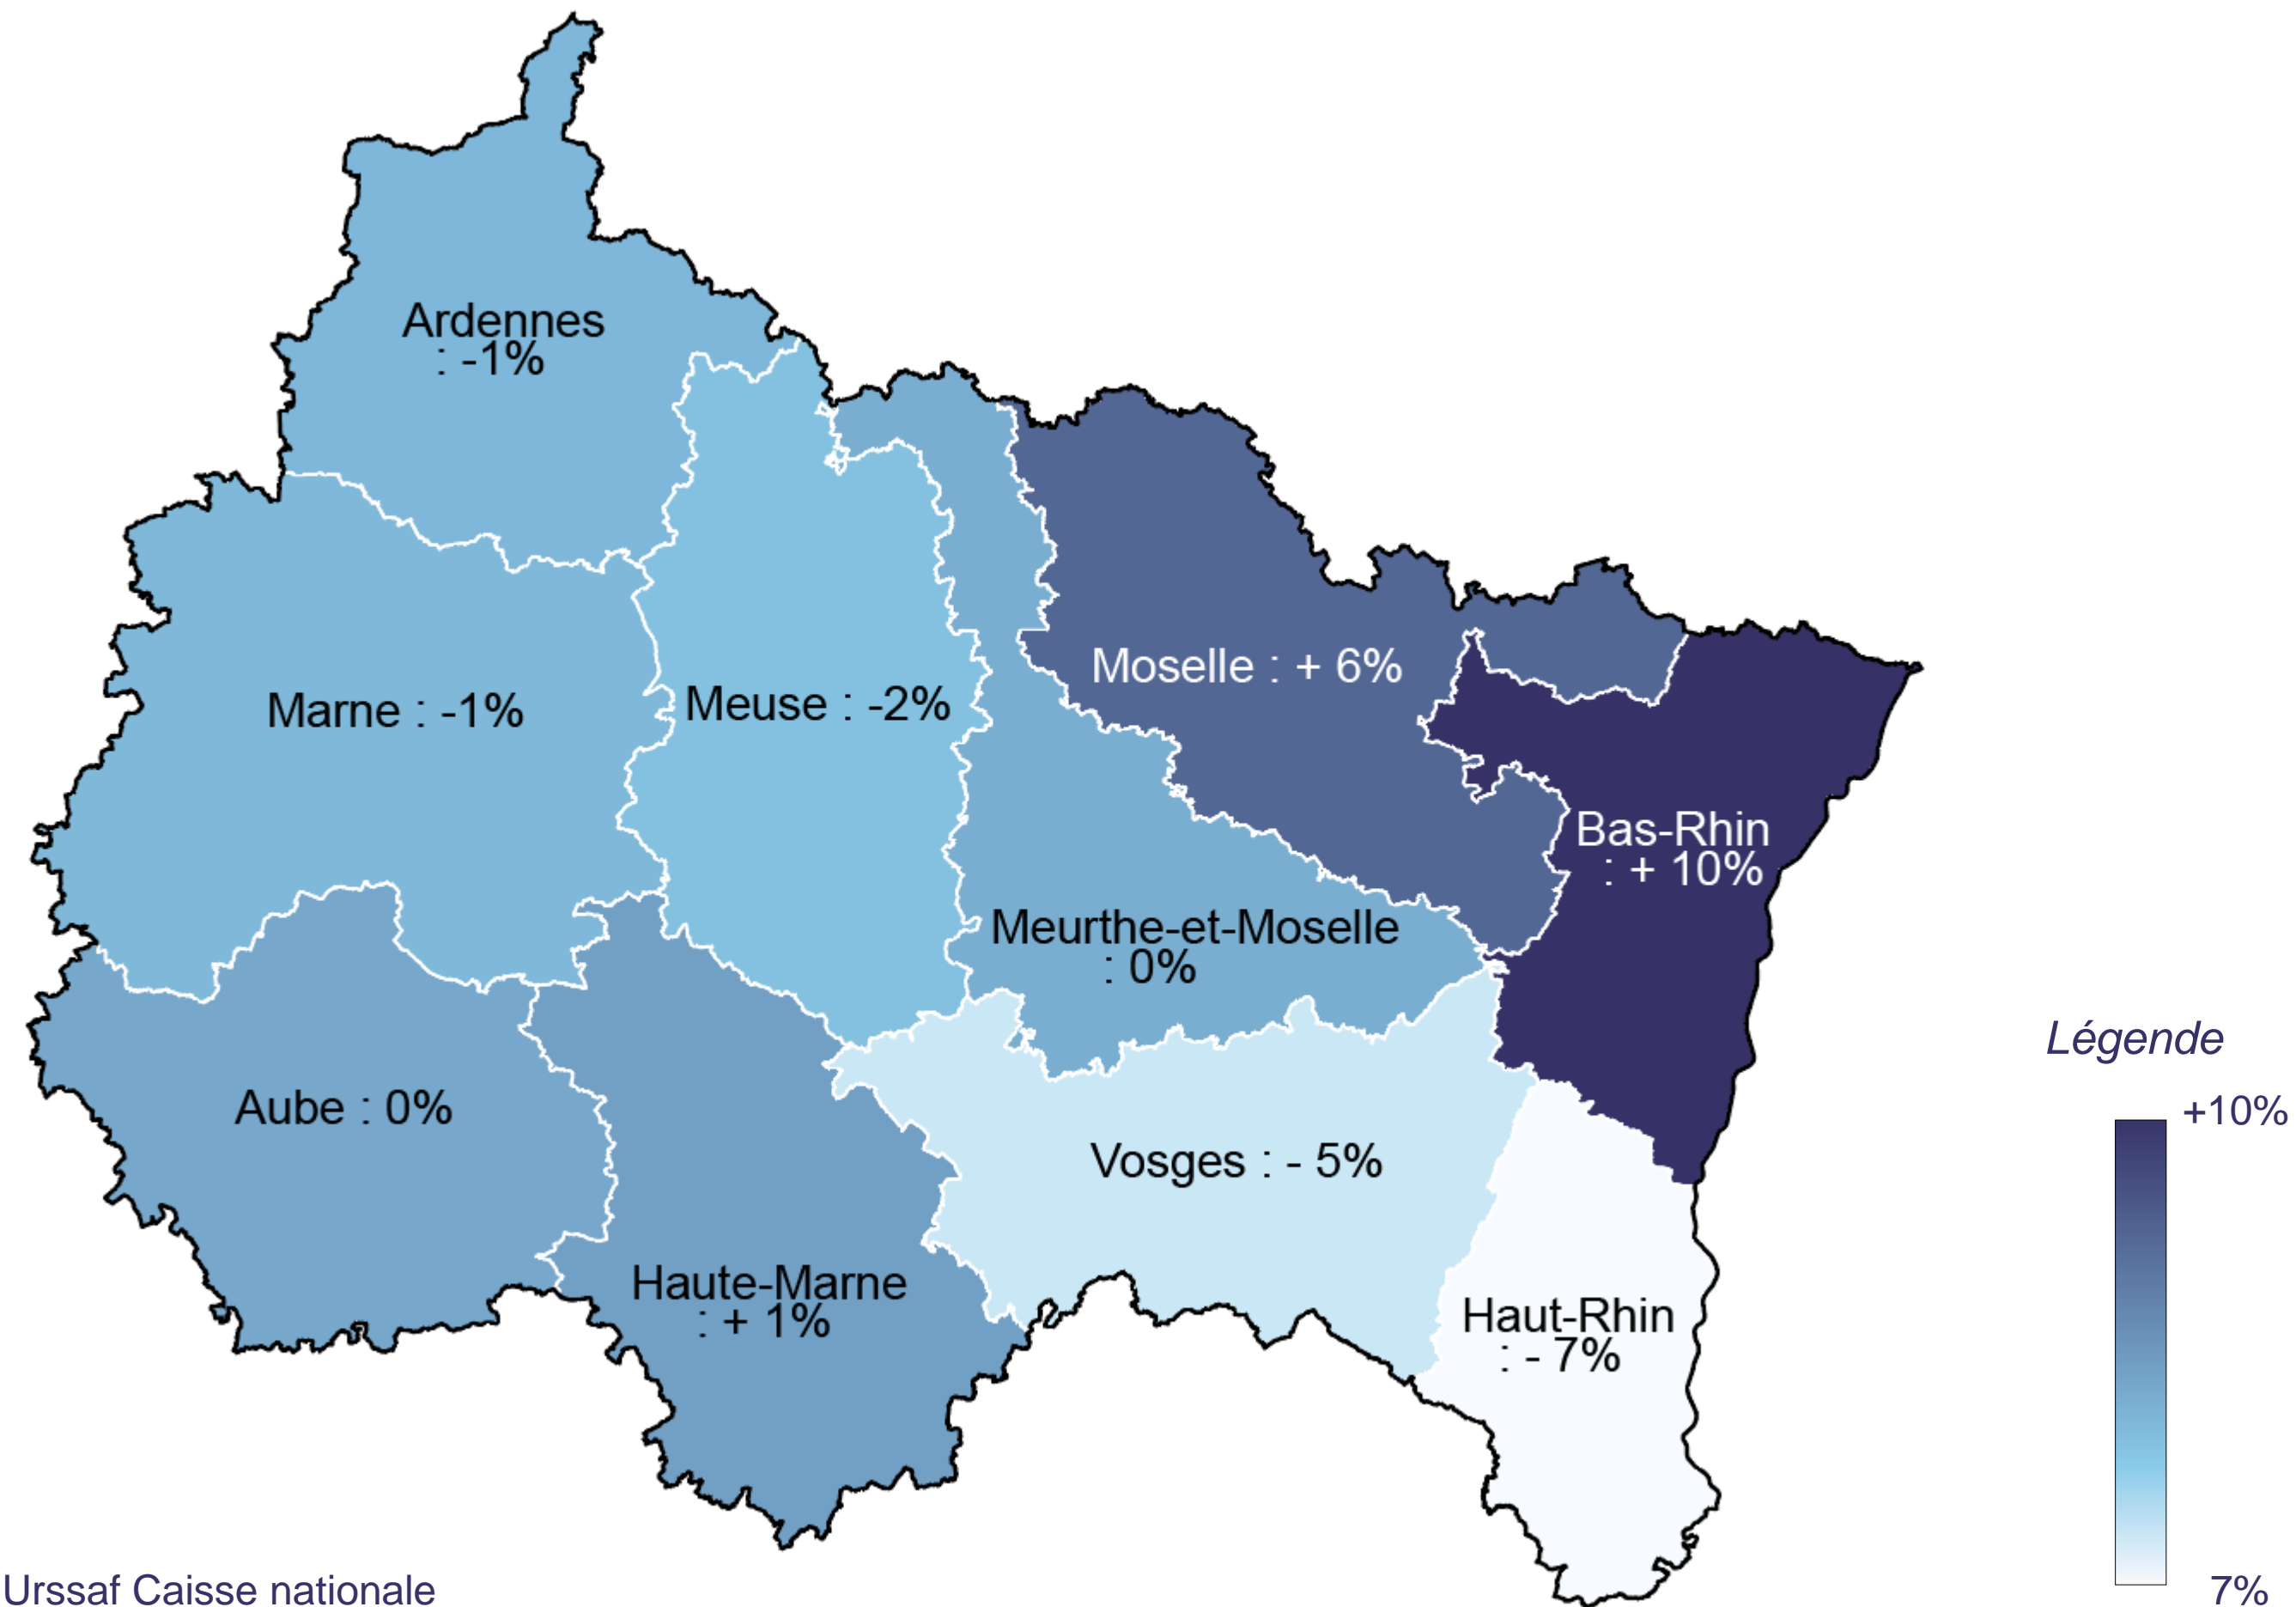 Ardennes
: -1%
Marne : -1%
Meuse : -2%
Moselle : + 6%
Bas-Rhin
: + 10%
Meurthe-et-Moselle
: 0%
Aube : 0%
Vosges : - 5%
Haute-Marne
: + 1%
Haut-Rhin
: - 7%
Légende
+10%
7%
Urssaf Caisse nationale